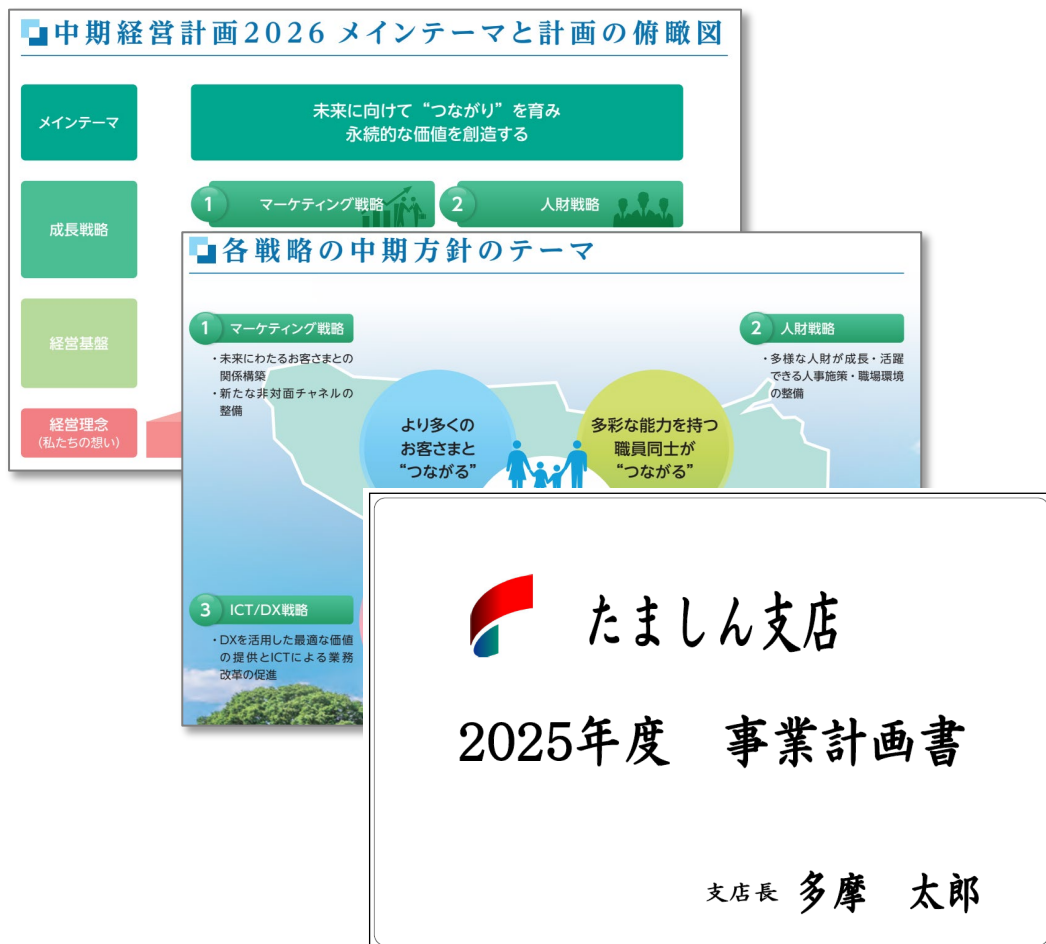 中期経営計画2026 メインテーマと計画の俯瞰図
メインテーマ
未来に向けて“つながり”を育み
永続的な価値を創造する
成長戦略
1 マーケティング戦略
2 人財戦略
経営基盤
経営理念
(私たちの想い)
各戦略の中期方針のテーマ
1 マーケティング戦略
・未来にわたるお客さまとの
関係構築
・新たな非対面チャネルの
整備
2 人財戦略
・多様な人財が成長・活躍
できる人事施策・職場環境
の整備
より多くの
お客さまと
“つながる”
多彩な能力を持つ
職員同士が
“つながる”
3 ICT/DX戦略
・DXを活用した最適な価値
の提供とICTによる業務
改革の促進
たましん支店
2025年度 事業計画書
支店長 多摩 太郎